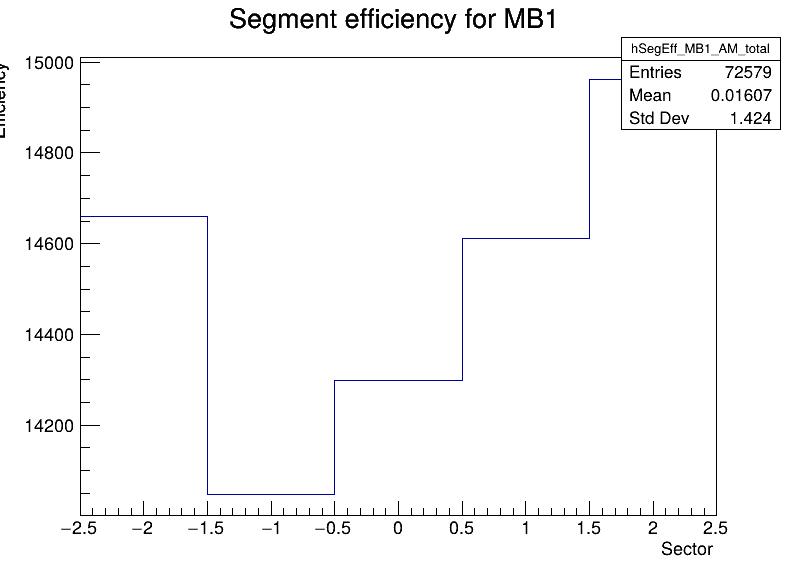 Segment efficiency for MB1
hSegEff_MB1_AM_total
Entries 72579
Mean 0.01607
Std Dev 1.424
Efficiency
15000
14800
14600
14400
14200
−2.5 −2 −1.5 −1 −0.5 0 0.5 1 1.5 2 2.5
Sector